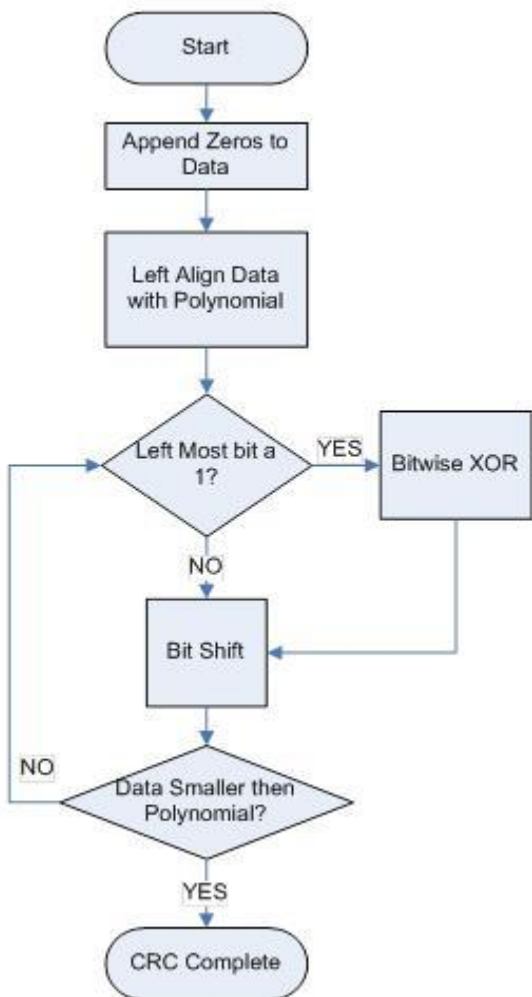 Start
Append Zeros to
Data
Left Align Data
with Polynomial
Left Most bit a
1?
YES
Bitwise XOR
NO
Bit Shift
NO
Data Smaller then
Polynomial?
YES
CRC Complete